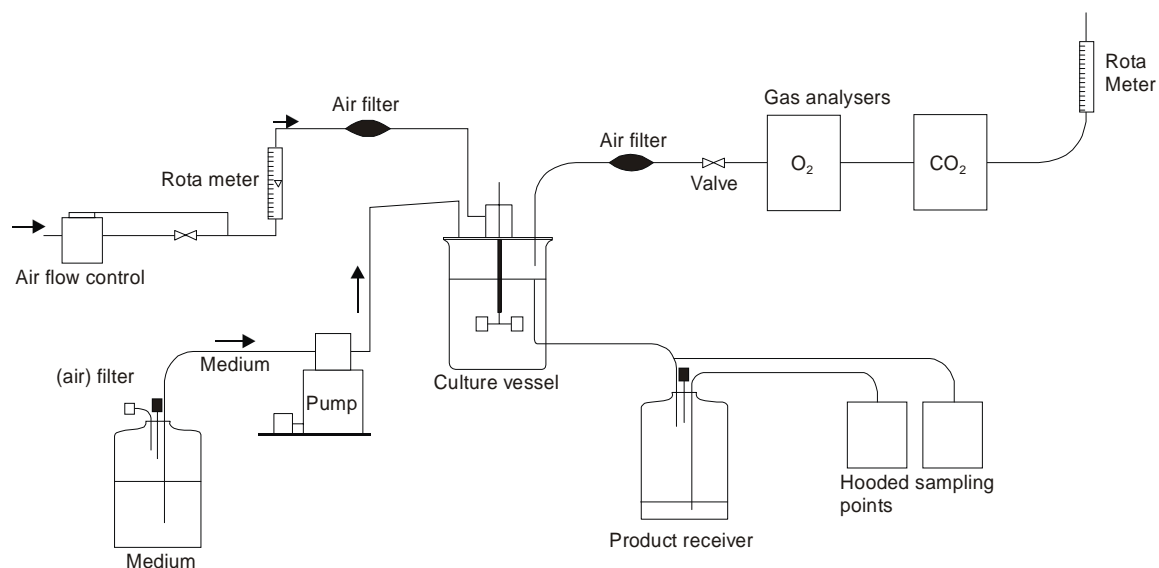 Rota
Meter
Gas analysers
Air filter
Air filter
O₂
CO₂
Rota meter
Valve
Air flow control
Medium
Culture vessel
(air) filter
Pump
Hooded sampling
points
Product receiver
Medium